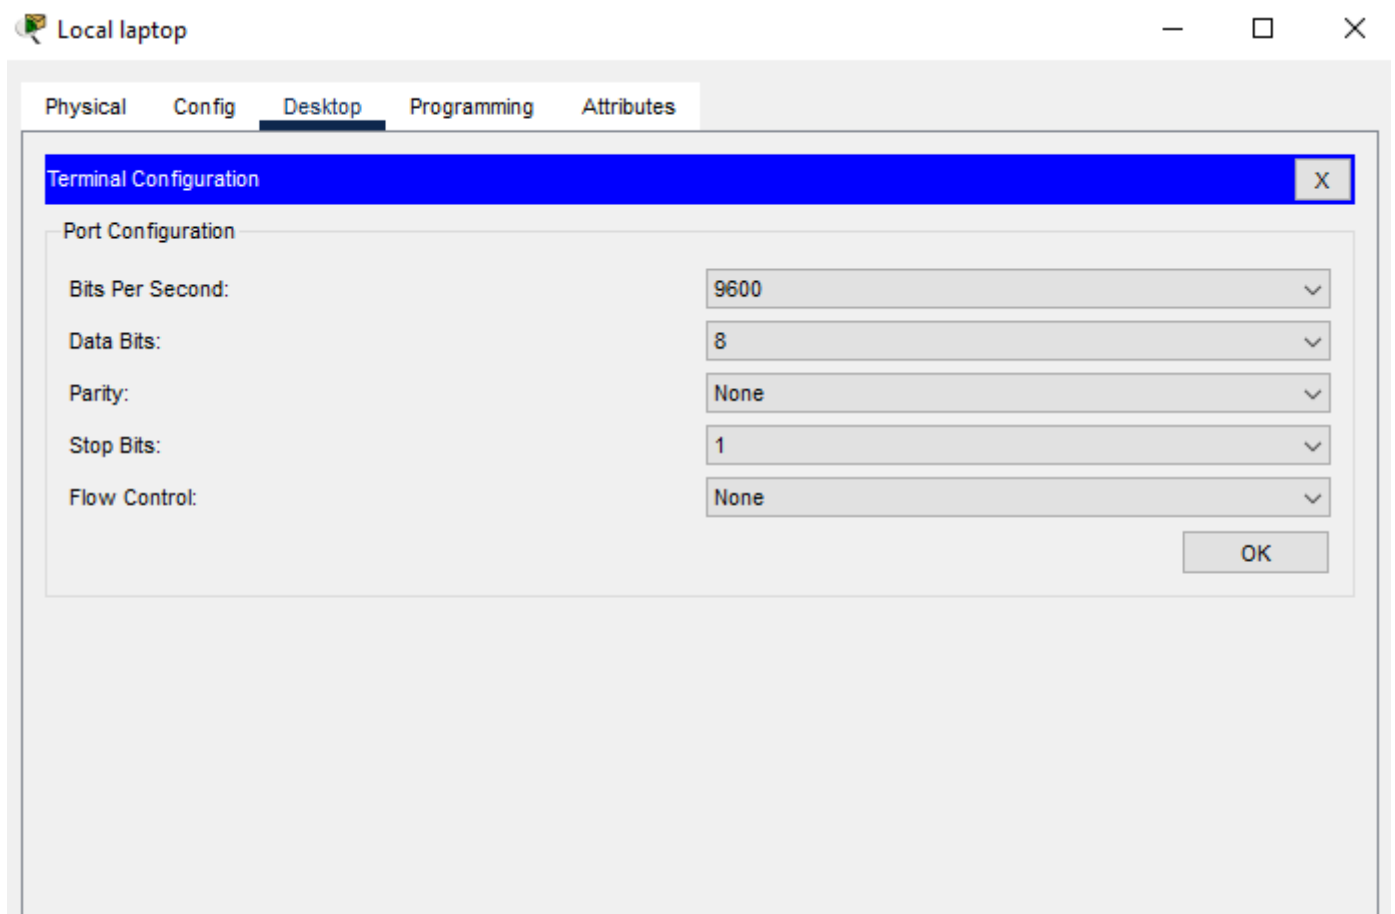 Local laptop
Physical Config Desktop Programming Attributes
Terminal Configuration X
Port Configuration
Bits Per Second: 9600
Data Bits: 8
Parity: None
Stop Bits: 1
Flow Control: None
OK